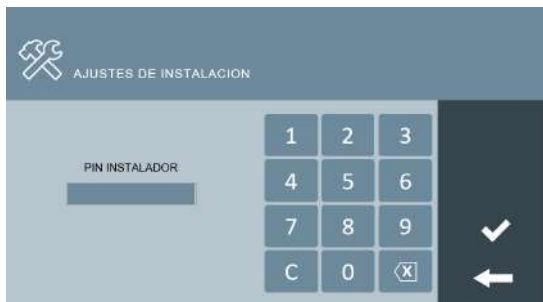 AJUSTES DE INSTALACION
PIN INSTALADOR
1 2 3
4 5 6
7 8 9
C 0 X